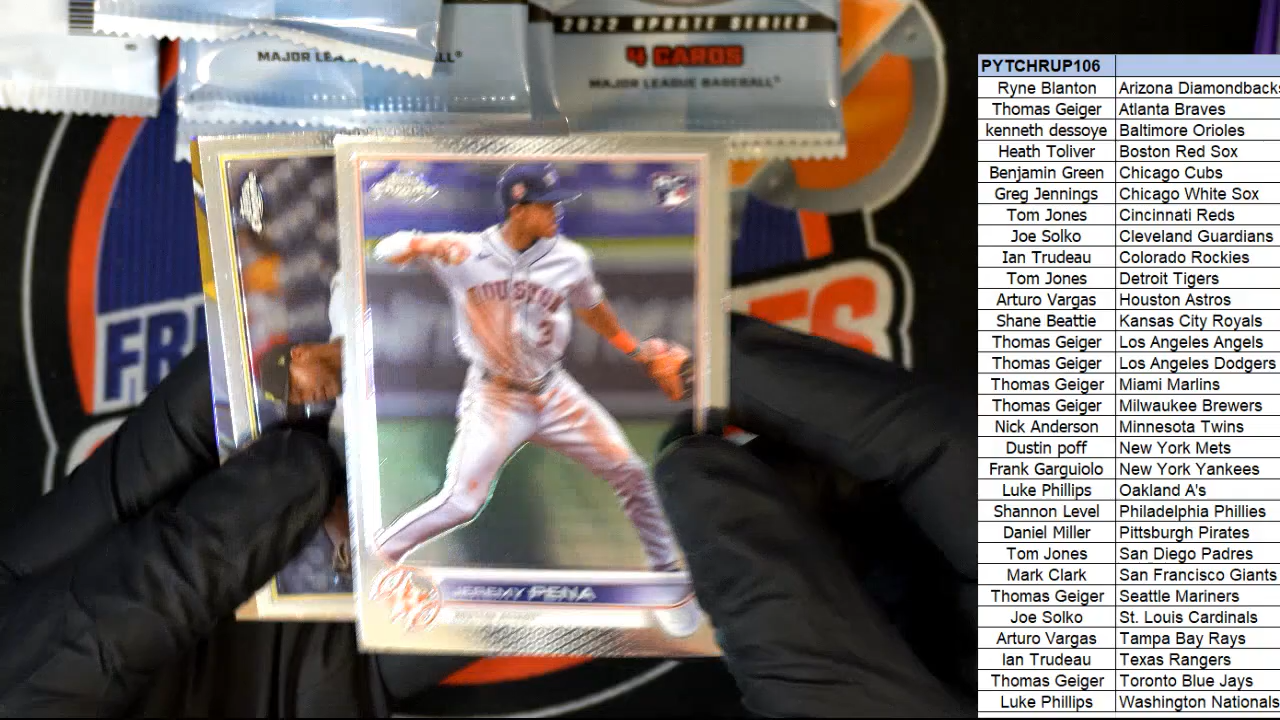 2022 UPDATE SERIES
MAJOR LEA
4 CARDS
MAJOR LEAGUE BASEBALL®
Chrome
RC
HOUSTON
3
JEREMY PEÑA
FR
PYTCHRUP106
Ryne Blanton Arizona Diamondbacks
Thomas Geiger Atlanta Braves
kenneth dessoye Baltimore Orioles
Heath Toliver Boston Red Sox
Benjamin Green Chicago Cubs
Greg Jennings Chicago White Sox
Tom Jones Cincinnati Reds
Joe Solko Cleveland Guardians
Ian Trudeau Colorado Rockies
Tom Jones Detroit Tigers
Arturo Vargas Houston Astros
Shane Beattie Kansas City Royals
Thomas Geiger Los Angeles Angels
Thomas Geiger Los Angeles Dodgers
Thomas Geiger Miami Marlins
Thomas Geiger Milwaukee Brewers
Nick Anderson Minnesota Twins
Dustin poff New York Mets
Frank Garguiolo New York Yankees
Luke Phillips Oakland A's
Shannon Level Philadelphia Phillies
Daniel Miller Pittsburgh Pirates
Tom Jones San Diego Padres
Mark Clark San Francisco Giants
Thomas Geiger Seattle Mariners
Joe Solko St. Louis Cardinals
Arturo Vargas Tampa Bay Rays
Ian Trudeau Texas Rangers
Thomas Geiger Toronto Blue Jays
Luke Phillips Washington Nationals